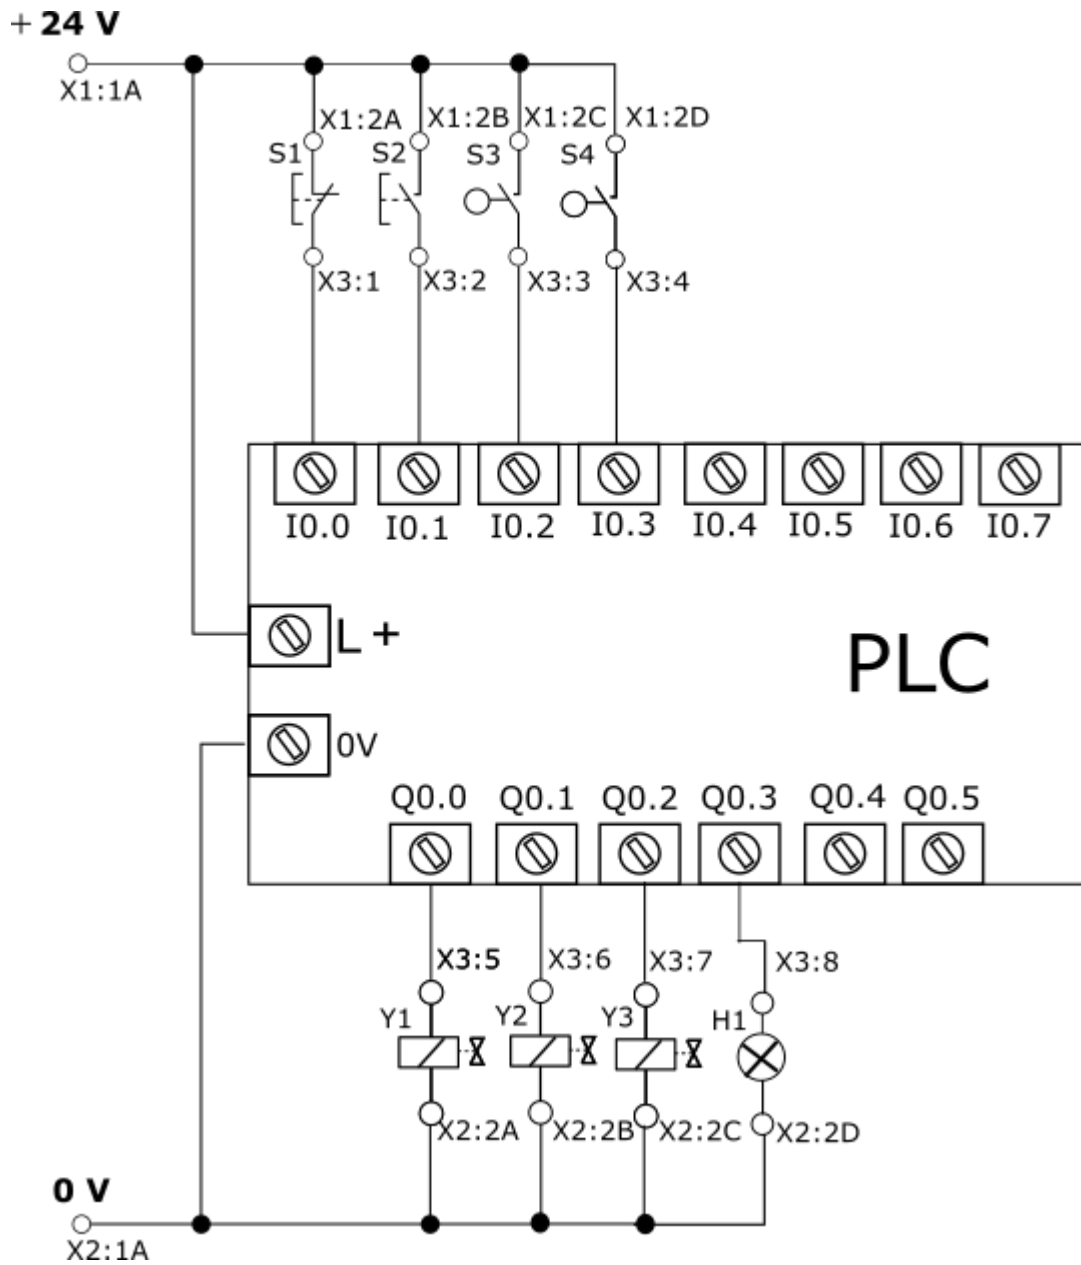 + 24 V
X1:1A
X1:2A X1:2B X1:2C X1:2D
S1 S2 S3 S4
X3:1 X3:2 X3:3 X3:4
I0.0 I0.1 I0.2 I0.3 I0.4 I0.5 I0.6 I0.7
L +
PLC
0V
Q0.0 Q0.1 Q0.2 Q0.3 Q0.4 Q0.5
X3:5 X3:6 X3:7 X3:8
Y1 Y2 Y3 H1
X2:2A X2:2B X2:2C X2:2D
0 V
X2:1A